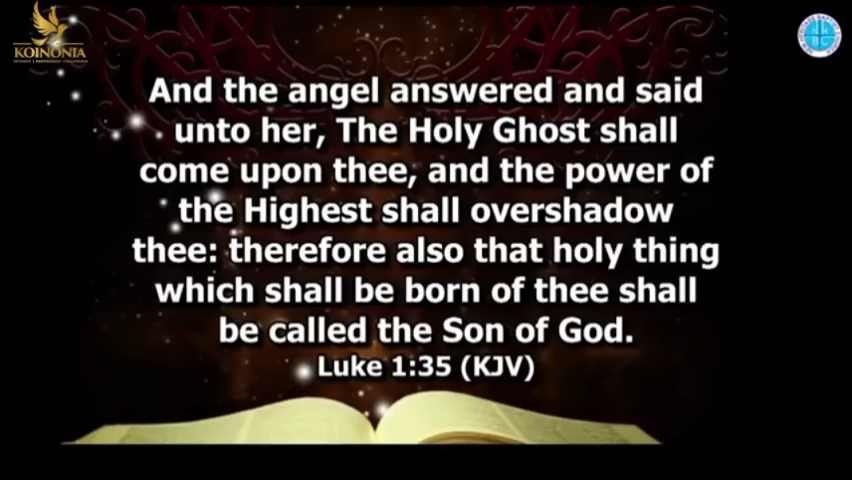 KOINONIA
And the angel answered and said
unto her, The Holy Ghost shall
come upon thee, and the power of
the Highest shall overshadow
thee: therefore also that holy thing
which shall be born of thee shall
be called the Son of God.
Luke 1:35 (KJV)